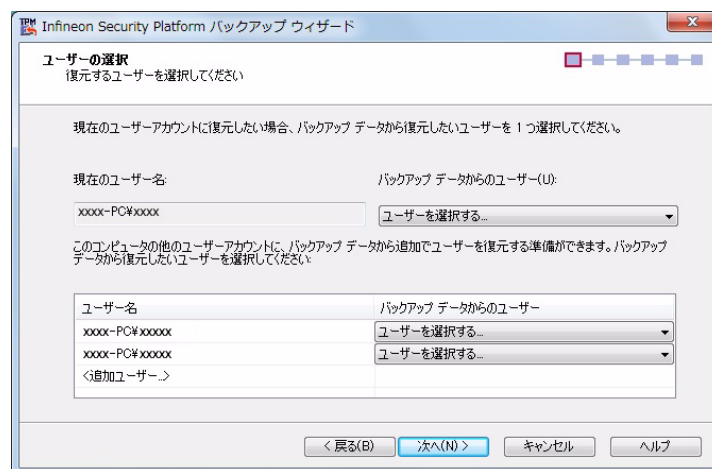 TPM
Infineon Security Platform バックアップ ウィザード
ユーザーの選択
復元するユーザーを選択してください
現在のユーザーアカウントに復元したい場合、バックアップ データから復元したいユーザーを 1 つ選択してください。
現在のユーザー名:
バックアップ データからのユーザー(U):
xxxx-PC¥xxxx
ユーザーを選択する...
このコンピュータの他のユーザーアカウントに、バックアップ データから追加でユーザーを復元する準備ができます。バックアップ
データから復元したいユーザーを選択してください:
ユーザー名
バックアップ データからのユーザー
xxxx-PC¥xxxxx
ユーザーを選択する...
xxxx-PC¥xxxxx
ユーザーを選択する...
<追加ユーザー...>
< 戻る(B)
次へ(N) >
キャンセル
ヘルプ